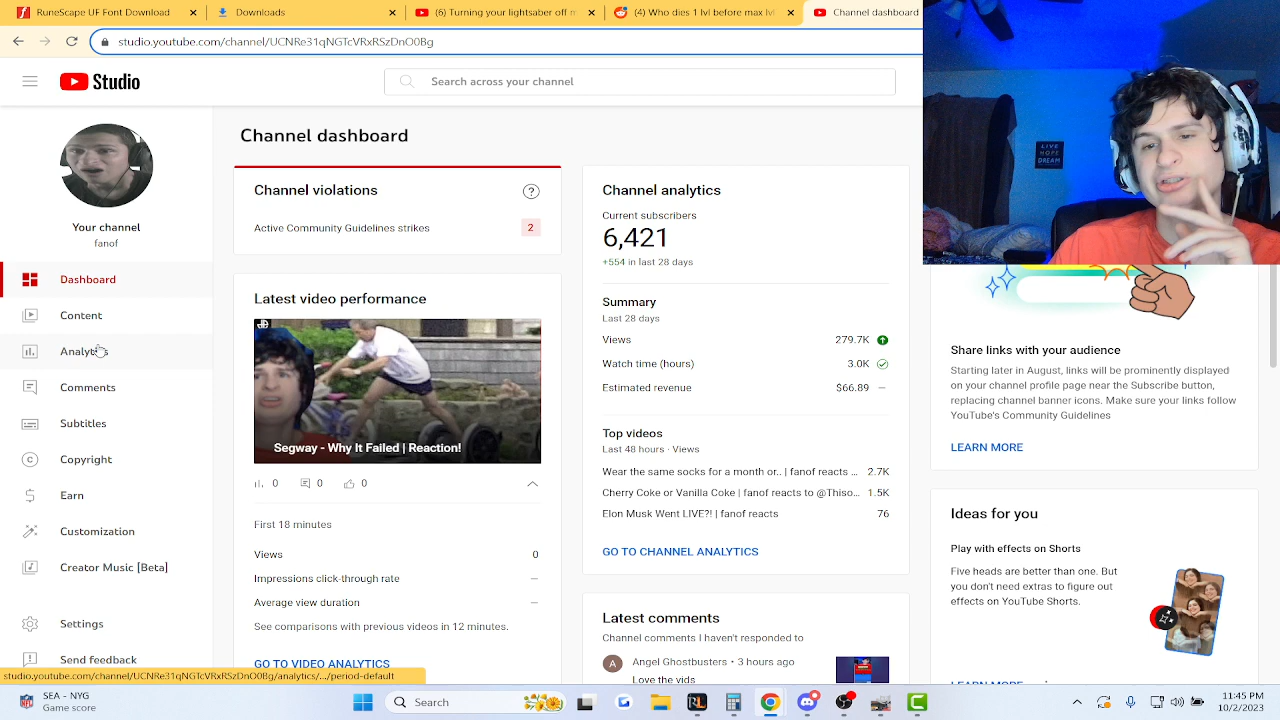 RuneScape UF Launcher
Downloads
(6) Turning lightsaber off m
(6) Who does 1 lvl before max
Channel dashboard
studio.youtube.com/channel/UCNRe31qNGTcVRxRSzDnO0Bg
Studio
Search across your channel
LIVE
HOPE
DREAM
Your channel
fanof
Dashboard
Content
Analytics
Comments
Subtitles
Copyright
Earn
Customization
Creator Music [Beta]
Settings
Send feedback
Channel dashboard
Channel violations
Active Community Guidelines strikes
2
Latest video performance
Segway - Why It Failed | Reaction!
0 0 0
First 18 minutes
Views 0
Impressions click-through rate —
Average view duration —
See comparisons with previous videos in 12 minutes.
GO TO VIDEO ANALYTICS
Channel analytics
Current subscribers
6,421
+554 in last 28 days
Summary
Last 28 days
Views 279.7K
Watch time (hours) 3.0K
Estimated revenue $66.89 —
Top videos
Last 48 hours · Views
Wear the same socks for a month or.. | fanof reacts ... 2.7K
Cherry Coke or Vanilla Coke | fanof reacts to @Thiso... 1.5K
Elon Musk Went LIVE?! | fanof reacts 76
GO TO CHANNEL ANALYTICS
Latest comments
Channel comments I haven't responded to
A
Angel Ghostbusters • 3 hours ago
Love the vids
Share links with your audience
Starting later in August, links will be prominently displayed
on your channel profile page near the Subscribe button,
replacing channel banner icons. Make sure your links follow
YouTube's Community Guidelines
LEARN MORE
Ideas for you
Play with effects on Shorts
Five heads are better than one. But
you don't need extras to figure out
effects on YouTube Shorts.
studio.youtube.com/channel/UCNRe31qNGTcVRxRSzDnO0Bg/analytics/.../period-default
SEA - NYG
Game score
Search
11:45 PM
10/2/2023